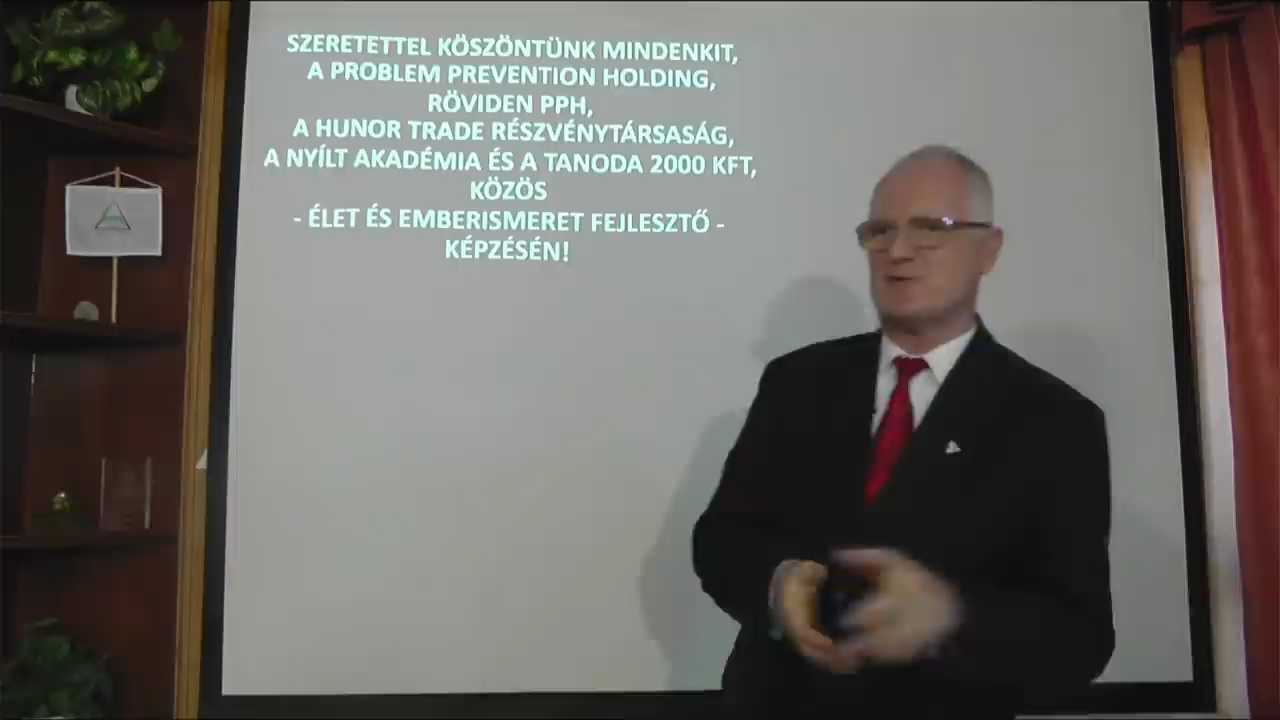 SZERETETTEL KÖSZÖNTÜNK MINDENKIT,
A PROBLEM PREVENTION HOLDING,
RÖVIDEN PPH,
A HUNOR TRADE RÉSZVÉNYTÁRSASÁG,
A NYÍLT AKADÉMIA ÉS A TANODA 2000 KFT,
KÖZÖS
- ÉLET ÉS EMBERISMERET FEJLESZTŐ -
KÉPZÉSÉN!